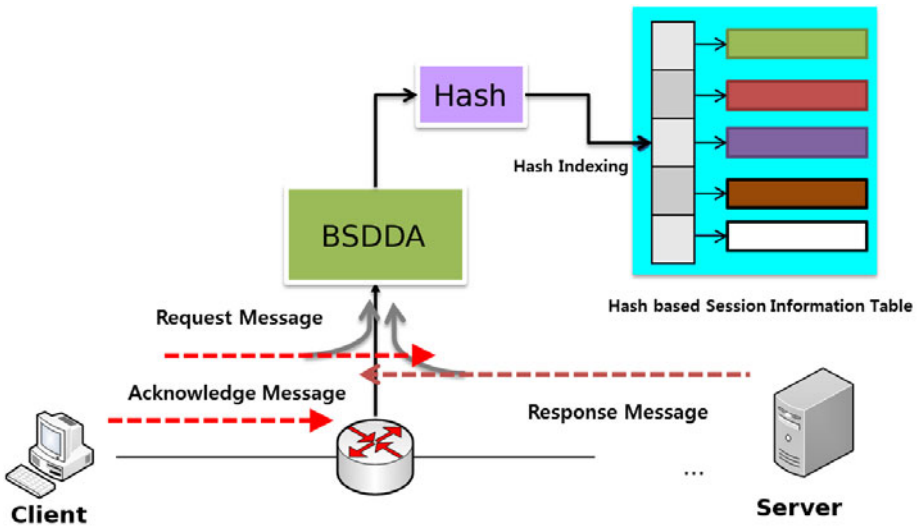 Hash
Hash Indexing
BSDDA
Hash based Session Information Table
Request Message
Acknowledge Message
Response Message
...
Client
Server